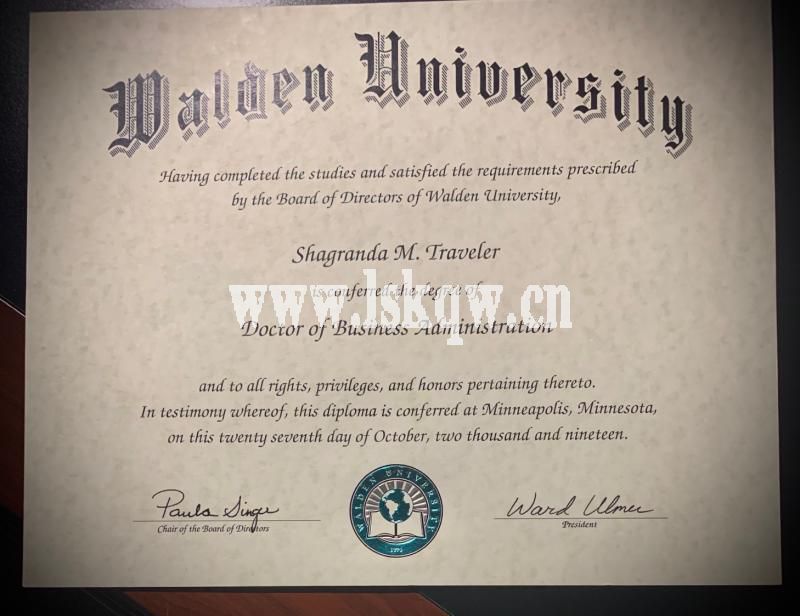 Walden University
Having completed the studies and satisfied the requirements prescribed
by the Board of Directors of Walden University,
Shagranda M. Traveler
is conferred the degree of
www.lskqw.cn
Doctor of Business Administration
and to all rights, privileges, and honors pertaining thereto.
In testimony whereof, this diploma is conferred at Minneapolis, Minnesota,
on this twenty seventh day of October, two thousand and nineteen.
Paula Singer
Chair of the Board of Directors
WALDEN UNIVERSITY
1970
Ward Ulmer
President